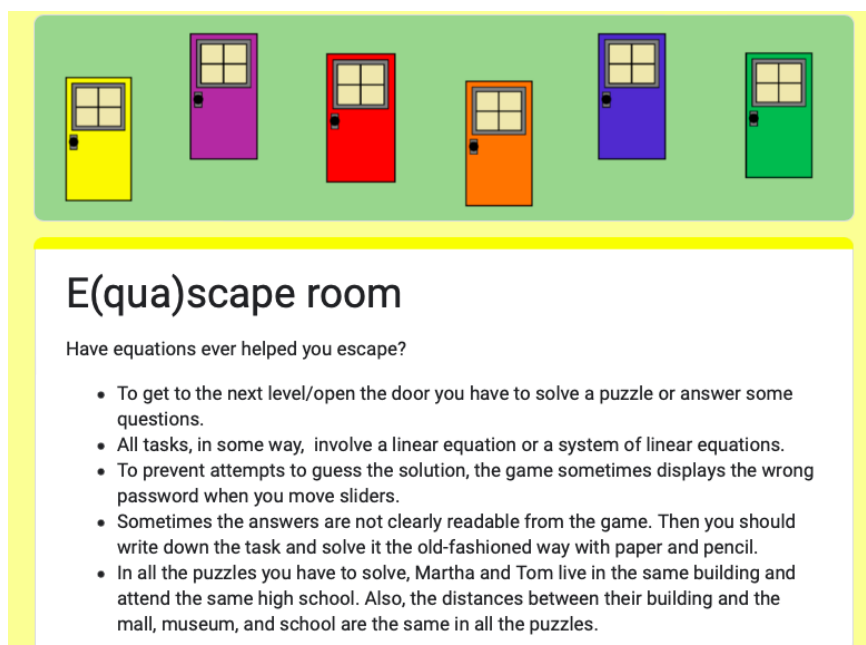 E(qua)scape room
Have equations ever helped you escape?
• To get to the next level/open the door you have to solve a puzzle or answer some
questions.
• All tasks, in some way,  involve a linear equation or a system of linear equations.
• To prevent attempts to guess the solution, the game sometimes displays the wrong
password when you move sliders.
• Sometimes the answers are not clearly readable from the game. Then you should
write down the task and solve it the old-fashioned way with paper and pencil.
• In all the puzzles you have to solve, Martha and Tom live in the same building and
attend the same high school. Also, the distances between their building and the
mall, museum, and school are the same in all the puzzles.